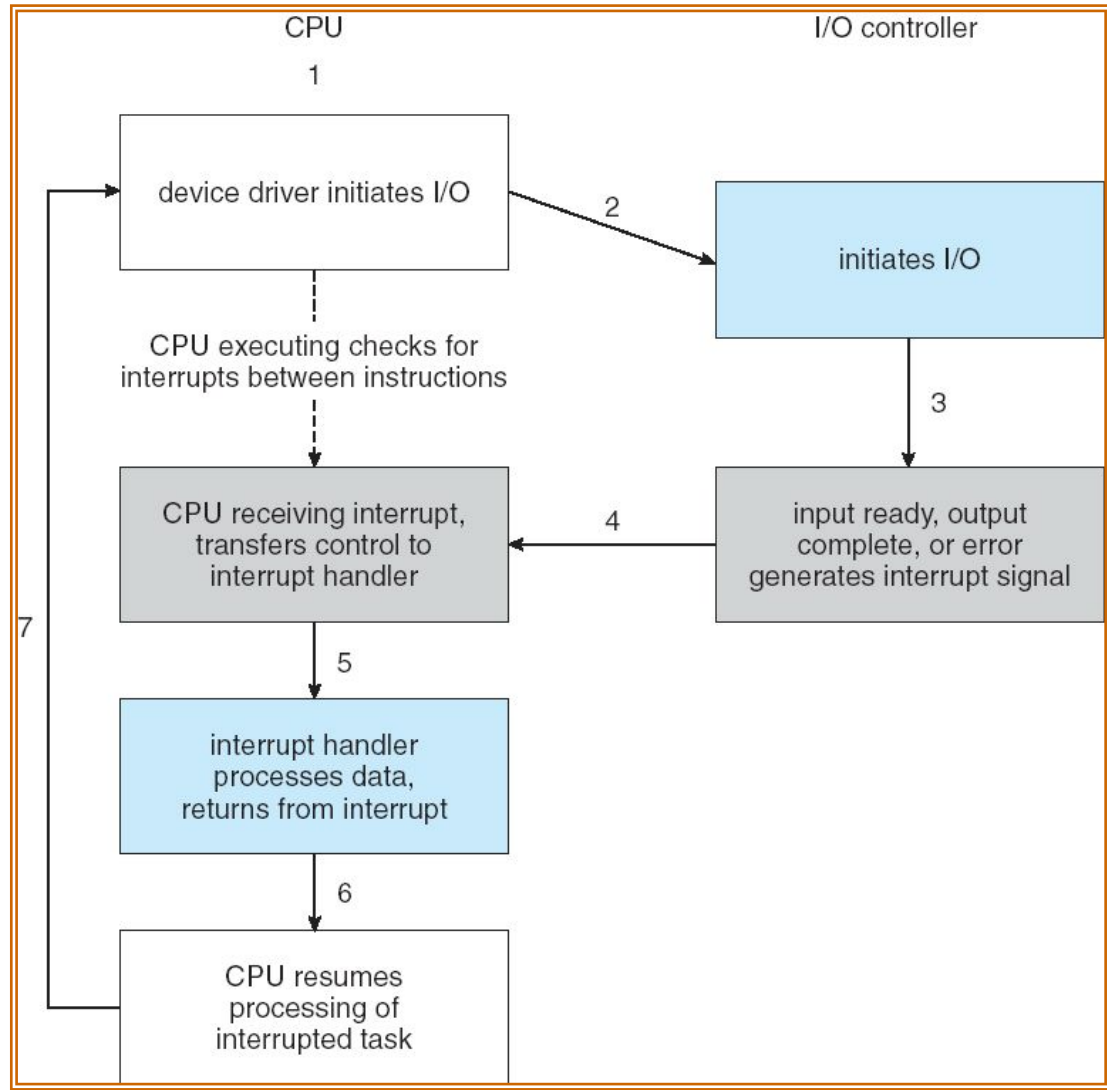 CPU
I/O controller
1
device driver initiates I/O
2
initiates I/O
CPU executing checks for
interrupts between instructions
3
CPU receiving interrupt,
transfers control to
interrupt handler
4
input ready, output
complete, or error
generates interrupt signal
7
5
interrupt handler
processes data,
returns from interrupt
6
CPU resumes
processing of
interrupted task